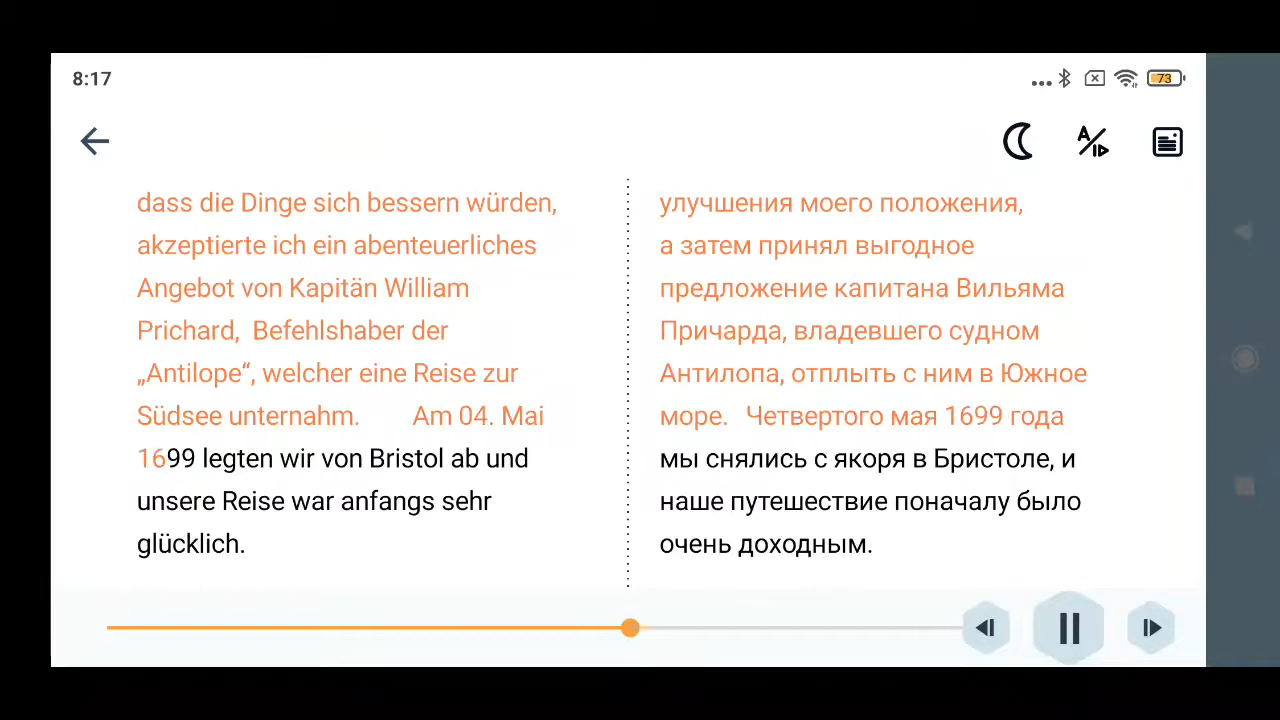 8:17
73
dass die Dinge sich bessern würden,
akzeptierte ich ein abenteuerliches
Angebot von Kapitän William
Prichard, Befehlshaber der
„Antilope“, welcher eine Reise zur
Südsee unternahm. Am 04. Mai
1699 legten wir von Bristol ab und
unsere Reise war anfangs sehr
glücklich.
улучшения моего положения,
а затем принял выгодное
предложение капитана Вильяма
Причарда, владевшего судном
Антилопа, отплыть с ним в Южное
море. Четвертого мая 1699 года
мы снялись с якоря в Бристоле, и
наше путешествие поначалу было
очень доходным.